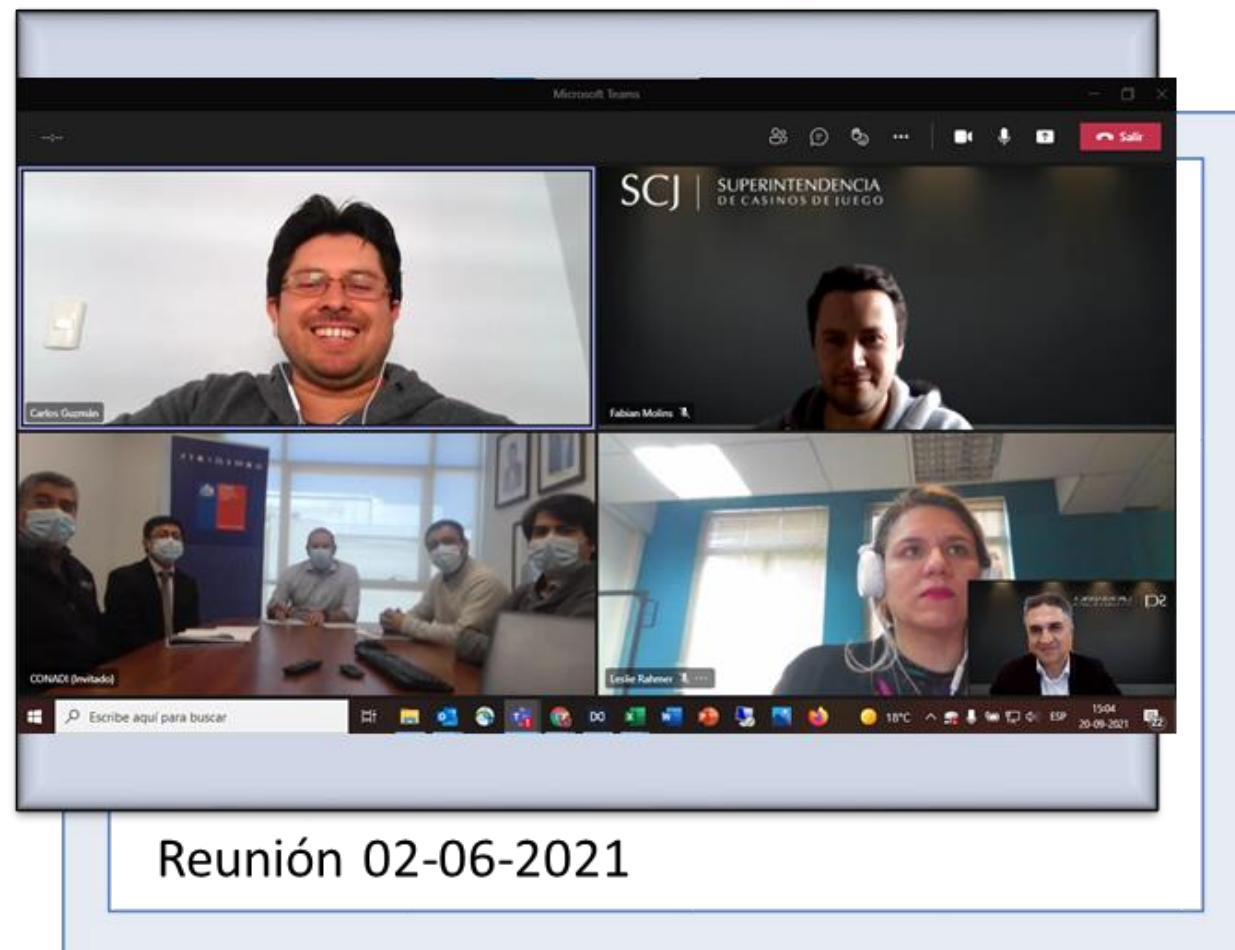 Microsoft Teams
--:--
Salir
SCJ
SUPERINTENDENCIA
DE CASINOS DE JUEGO
Carlos Guzmán
Fabian Molins
CONADI (Invitado)
Leslie Rahmer
Escribe aquí para buscar
18°C
ESP
15:04
20-09-2021
22
Reunión 02-06-2021